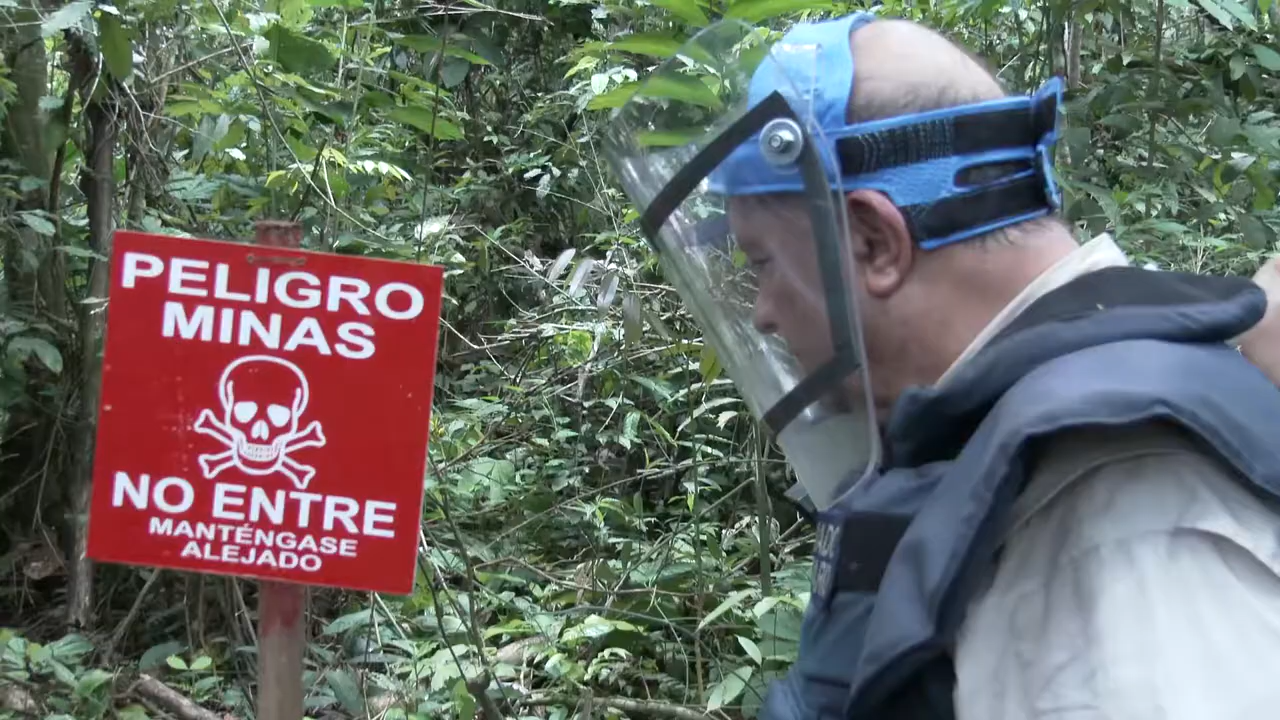 PELIGRO
MINAS
NO ENTRE
MANTÉNGASE
ALEJADO